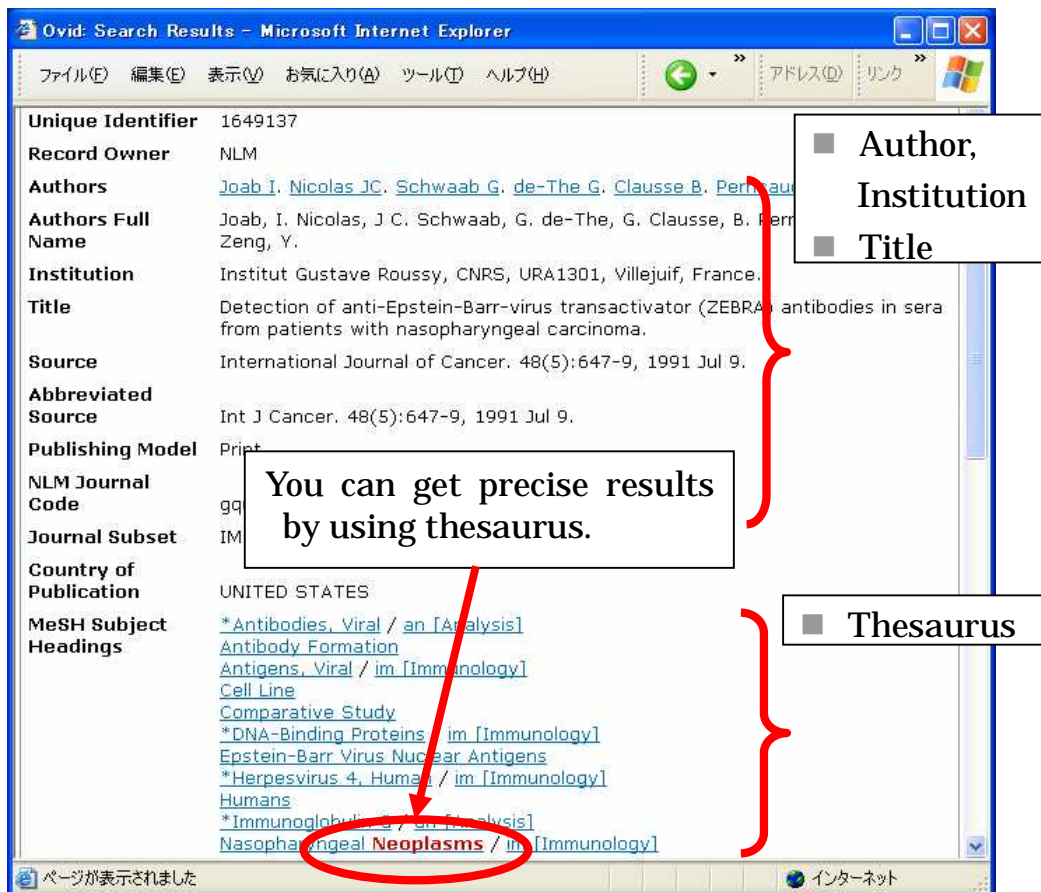 Ovid: Search Results - Microsoft Internet Explorer
ファイル(F) 編集(E) 表示(V) お気に入り(A) ツール(T) ヘルプ(H) » アドレス(D) リンク »
Unique Identifier 1649137
Record Owner NLM
Authors Joab I. Nicolas JC. Schwaab G. de-The G. Clausse B.
Authors Full Joab, I. Nicolas, J C. Schwaab, G. de-The, G. Clausse, B.
Name Zeng, Y.
Institution Institut Gustave Roussy, CNRS, URA1301, Villejuif, France.
Title Detection of anti-Epstein-Barr-virus transactivator (ZEBRA) antibodies in sera
from patients with nasopharyngeal carcinoma.
Source International Journal of Cancer. 48(5):647-9, 1991 Jul 9.
Abbreviated
Source Int J Cancer. 48(5):647-9, 1991 Jul 9.
Publishing Model Print
NLM Journal
Code
Journal Subset IM
Country of
Publication UNITED STATES
MeSH Subject *Antibodies, Viral / an [Analysis]
Headings Antibody Formation
Antigens, Viral / im [Immunology]
Cell Line
Comparative Study
*DNA-Binding Proteins / im [Immunology]
Epstein-Barr Virus Nuclear Antigens
*Herpesvirus 4, Human / im [Immunology]
Humans
*Immunoglobulin G / an [Analysis]
Nasopharyngeal Neoplasms / im [Immunology]
■ Author,
Institution
■ Title
You can get precise results
by using thesaurus.
■ Thesaurus
ページが表示されました インターネット